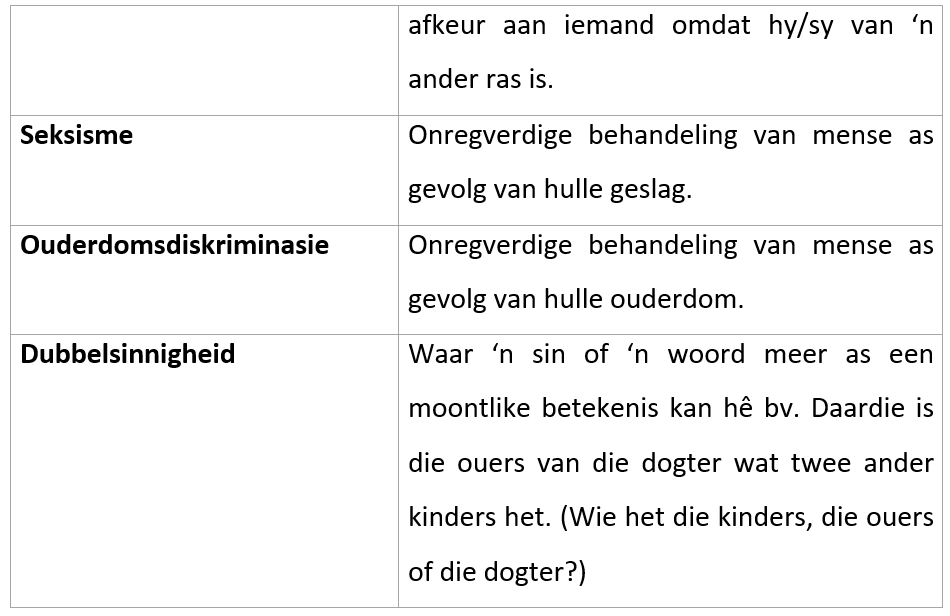 afkeur aan iemand omdat hy/sy van ‘n
ander ras is.
Seksisme
Onregverdige behandeling van mense as
gevolg van hulle geslag.
Ouderdomsdiskriminasie
Onregverdige behandeling van mense as
gevolg van hulle ouderdom.
Dubbelsinnigheid
Waar ‘n sin of ‘n woord meer as een
moontlike betekenis kan hê bv. Daardie is
die ouers van die dogter wat twee ander
kinders het. (Wie het die kinders, die ouers
of die dogter?)